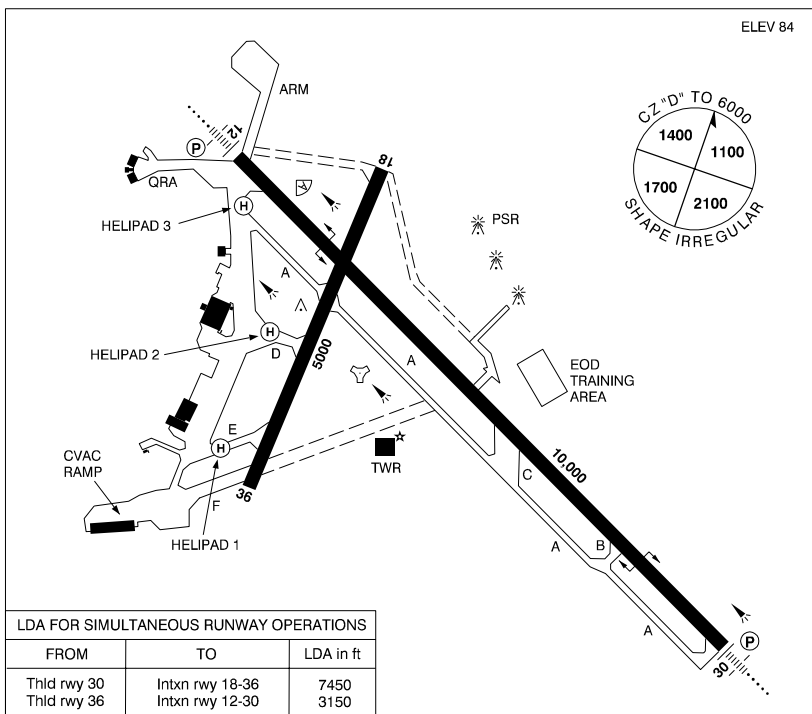 ELEV 84
CZ "D" TO 6000
1400
1100
1700
2100
SHAPE IRREGULAR
ARM
12
P
18
QRA
A
HELIPAD 3
H
PSR
A
HELIPAD 2
H
D
5000
A
EOD
TRAINING
AREA
E
H
CVAC
RAMP
TWR
10,000
C
36
F
HELIPAD 1
A
B
A
P
30
LDA FOR SIMULTANEOUS RUNWAY OPERATIONS
FROM TO LDA in ft
Thld rwy 30 Intxn rwy 18-36 7450
Thld rwy 36 Intxn rwy 12-30 3150